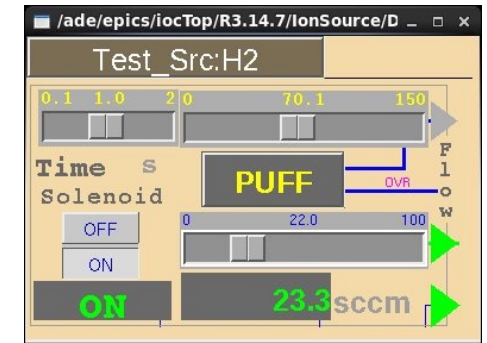 /ade/epics/iocTop/R3.14.7/IonSource/D
Test_Src:H2
0.1 1.0 2 0 70.1 150
Time S
PUFF
OVR
Flow
Solenoid
OFF
0 22.0 100
ON
ON
23.3 sccm